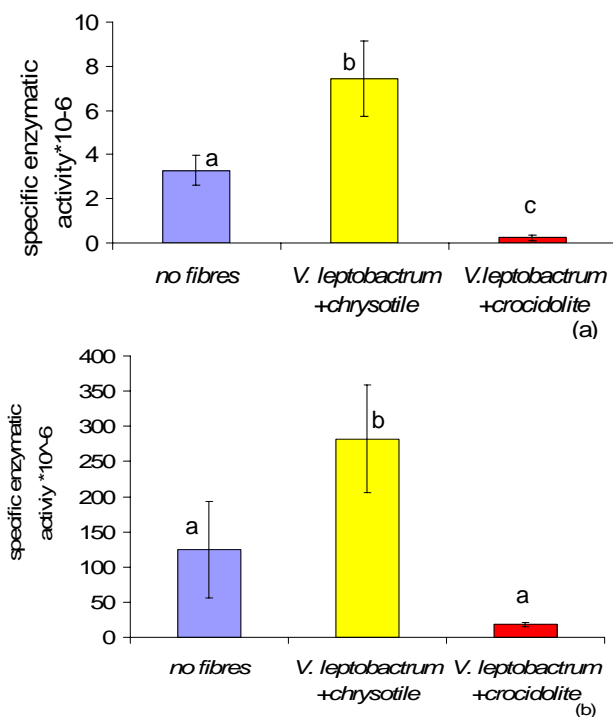 specific enzymatic
activity*10-6
10
8
6
4
2
0
a
b
c
no fibres
V. leptobactrum
+chrysotile
V.leptobactrum
+crocidolite
(a)
specific enzymatic
activiy *10^-6
400
350
300
250
200
150
100
50
0
a
b
a
no fibres
V. leptobactrum
+chrysotile
V. leptobactrum
+crocidolite
(b)